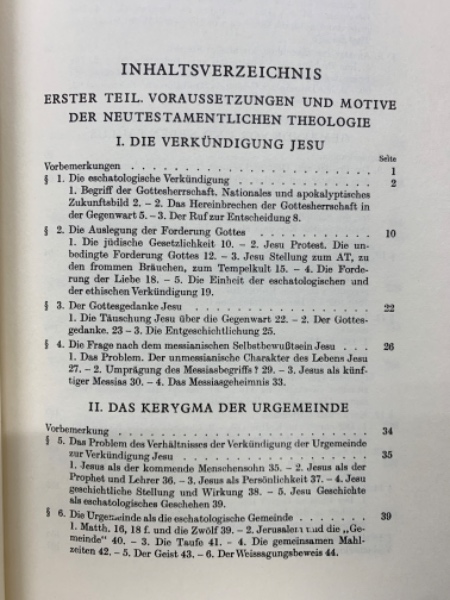 INHALTSVERZEICHNIS
ERSTER TEIL. VORAUSSETZUNGEN UND MOTIVE
DER NEUTESTAMENTLICHEN THEOLOGIE
I. DIE VERKÜNDIGUNG JESU
Seite
Vorbemerkungen . . . . . . . . . . . . . . . . . . . . 1
§ 1. Die eschatologische Verkündigung . . . . . . . . . . . 2
1. Begriff der Gottesherrschaft. Nationales und apokalyptisches
Zukunftsbild 2. – 2. Das Hereinbrechen der Gottesherrschaft in
der Gegenwart 5. – 3. Der Ruf zur Entscheidung 8.
§ 2. Die Auslegung der Forderung Gottes . . . . . . . . . . 10
1. Die jüdische Gesetzlichkeit 10. – 2. Jesu Protest. Die un-
bedingte Forderung Gottes 12. – 3. Jesu Stellung zum AT, zu
den frommen Bräuchen, zum Tempelkult 15. – 4. Die Forde-
rung der Liebe 18. – 5. Die Einheit der eschatologischen und
der ethischen Verkündigung 19.
§ 3. Der Gottesgedanke Jesu . . . . . . . . . . . . . . 22
1. Die Täuschung Jesu über die Gegenwart 22. – 2. Der Gottes-
gedanke. 23 – 3. Die Entgeschichtlichung 25.
§ 4. Die Frage nach dem messianischen Selbstbewußtsein Jesu . . . 26
1. Das Problem. Der unmessianische Charakter des Lebens Jesu
27. – 2. Umprägung des Messiasbegriffs? 29. – 3. Jesus als künf-
tiger Messias 30. – 4. Das Messiasgeheimnis 33.
II. DAS KERYGMA DER URGEMEINDE
Vorbemerkung . . . . . . . . . . . . . . . . . . . . 34
§ 5. Das Problem des Verhältnisses der Verkündigung der Urgemeinde
zur Verkündigung Jesu . . . . . . . . . . . . . . . 35
1. Jesus als der kommende Menschensohn 35. – 2. Jesus als der
Prophet und Lehrer 36. – 3. Jesus als Persönlichkeit 37. – 4. Jesu
geschichtliche Stellung und Wirkung 38. – 5. Jesu Geschichte
als eschatologisches Geschehen 39.
§ 6. Die Urgemeinde als die eschatologische Gemeinde . . . . . . 39
1. Matth. 16, 18 f. und die Zwölf 39. – 2. Jerusalem und die „Ge-
meinde" 40. – 3. Die Taufe 41. – 4. Die gemeinsamen Mahl-
zeiten 42. – 5. Der Geist 43. – 6. Der Weissagungsbeweis 44.